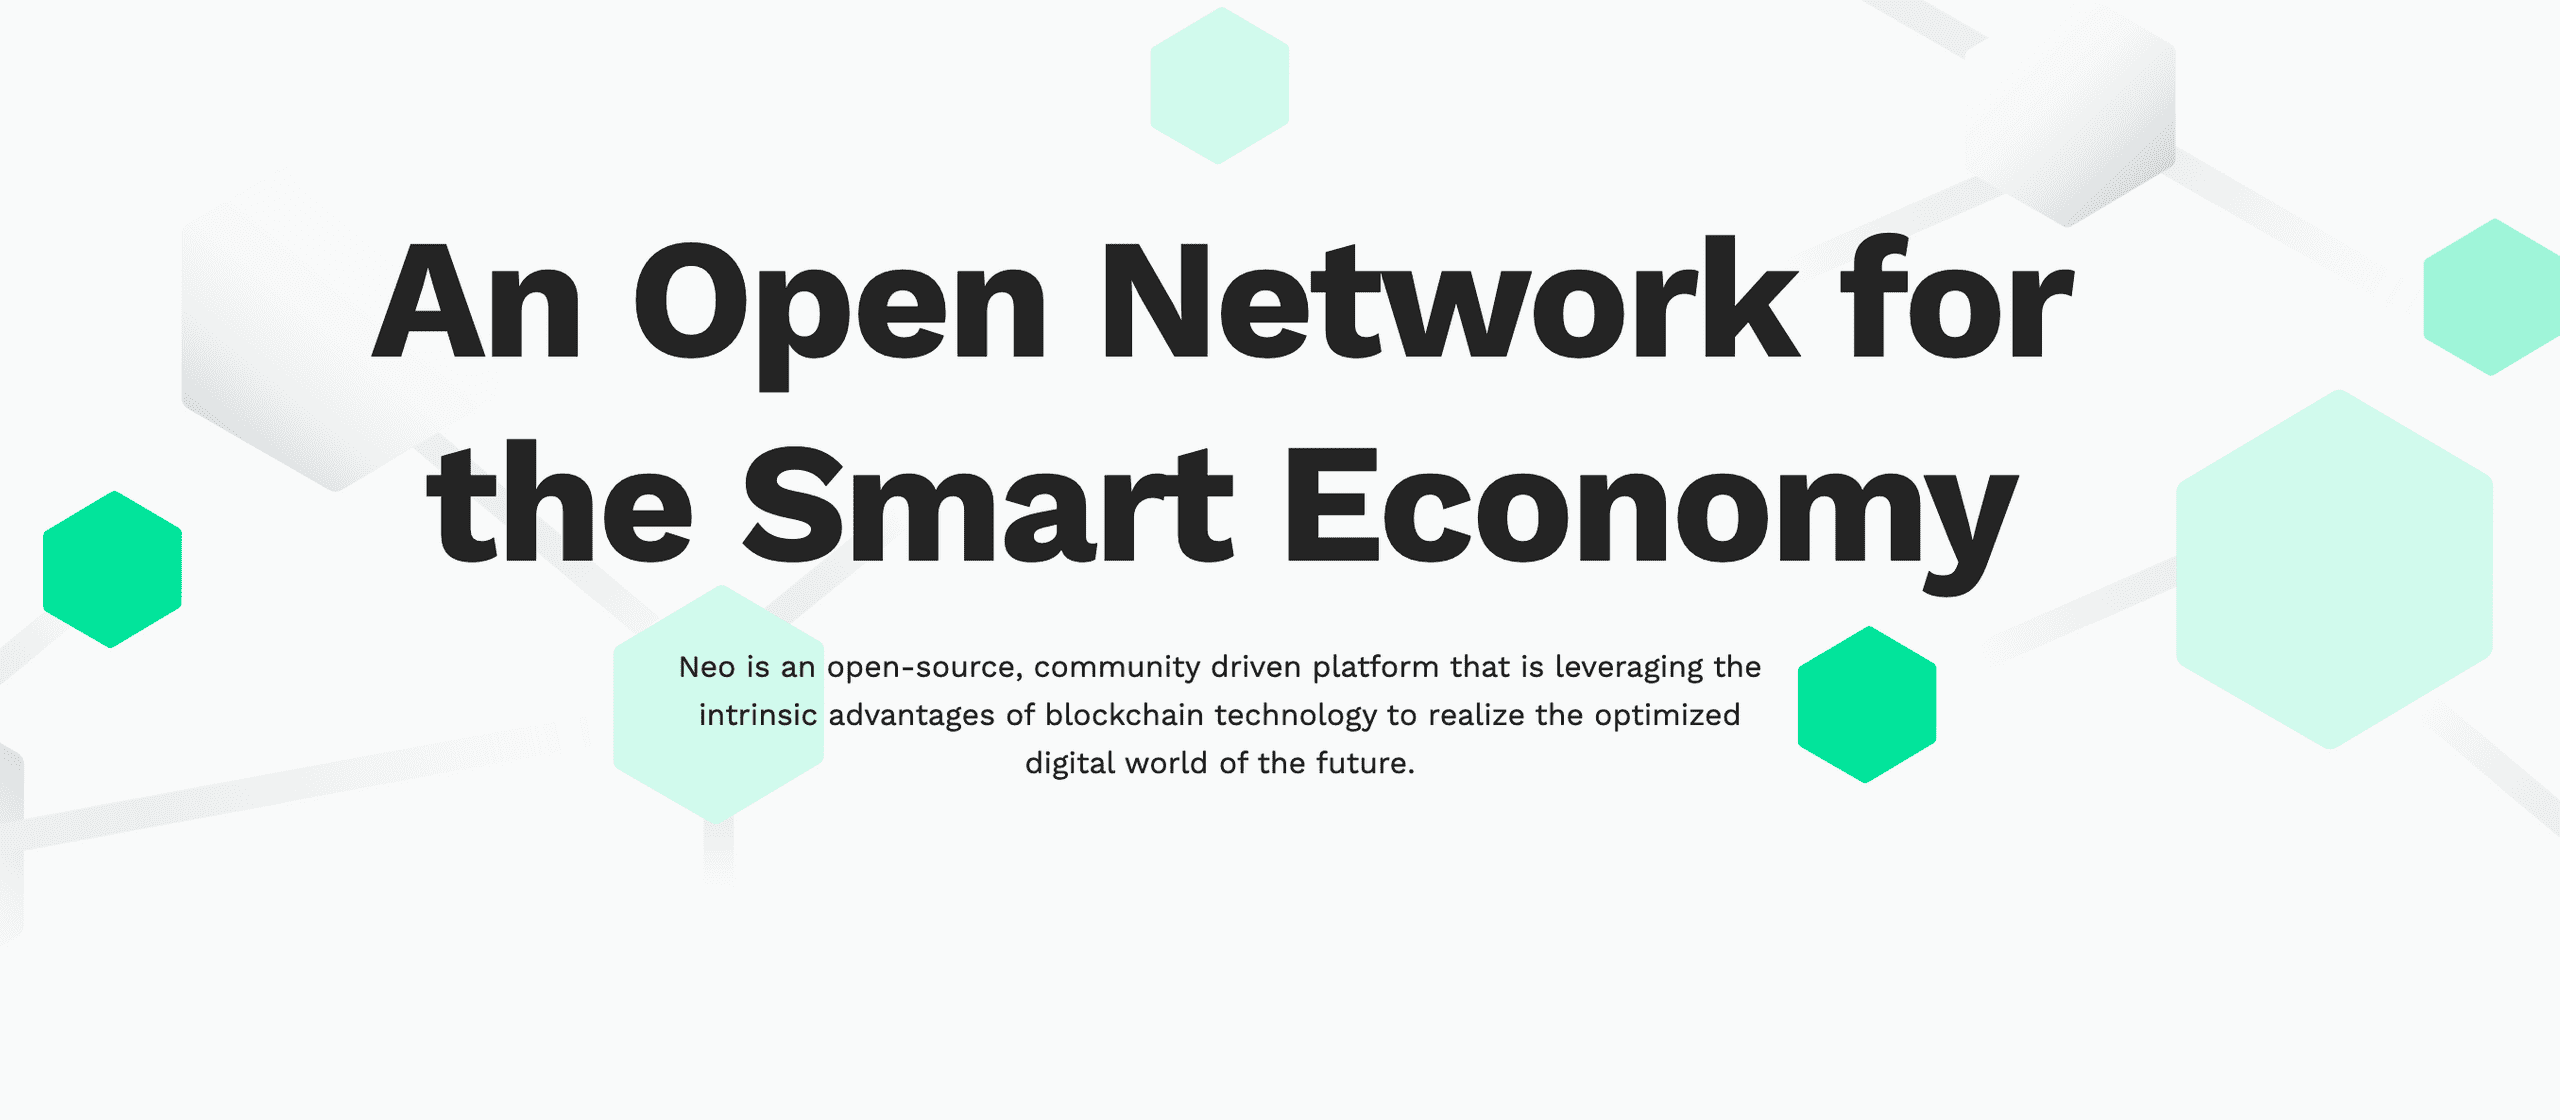 An Open Network for
the Smart Economy
Neo is an open-source, community driven platform that is leveraging the
intrinsic advantages of blockchain technology to realize the optimized
digital world of the future.